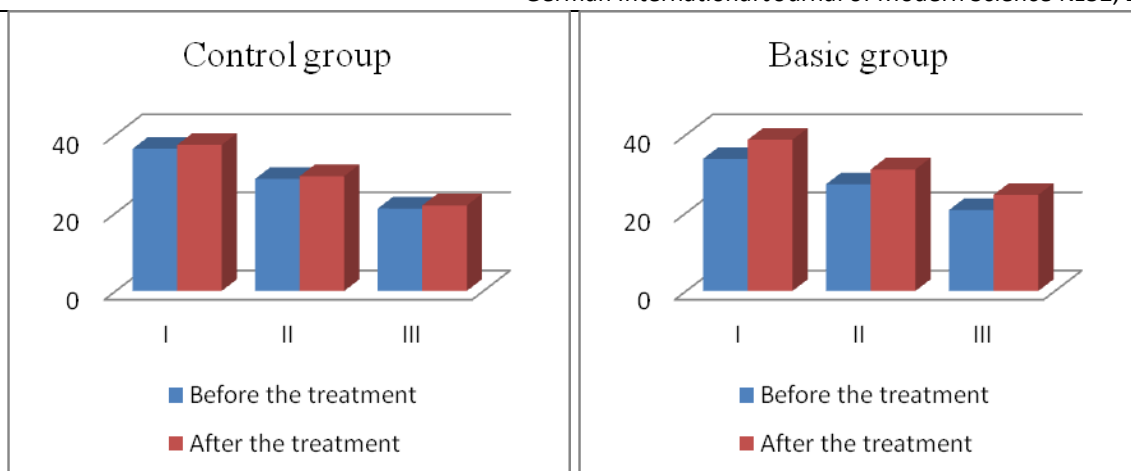 Control group
40
20
0
I II III
Before the treatment
After the treatment
Basic group
40
20
0
I II III
Before the treatment
After the treatment